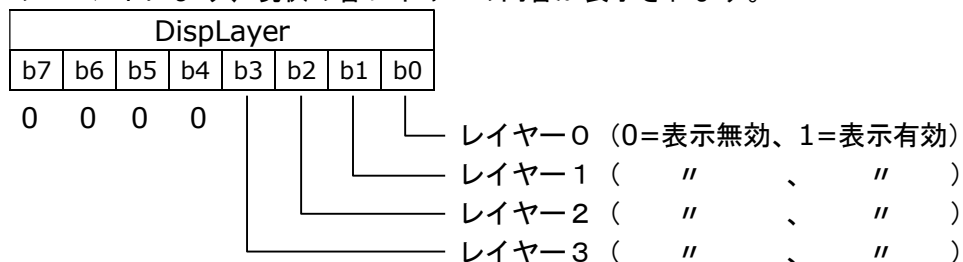 DispLayer
b7 b6 b5 b4 b3 b2 b1 b0
0 0 0 0
レイヤー０（0=表示無効、1=表示有効）
レイヤー１（　〃　、　〃　）
レイヤー２（　〃　、　〃　）
レイヤー３（　〃　、　〃　）